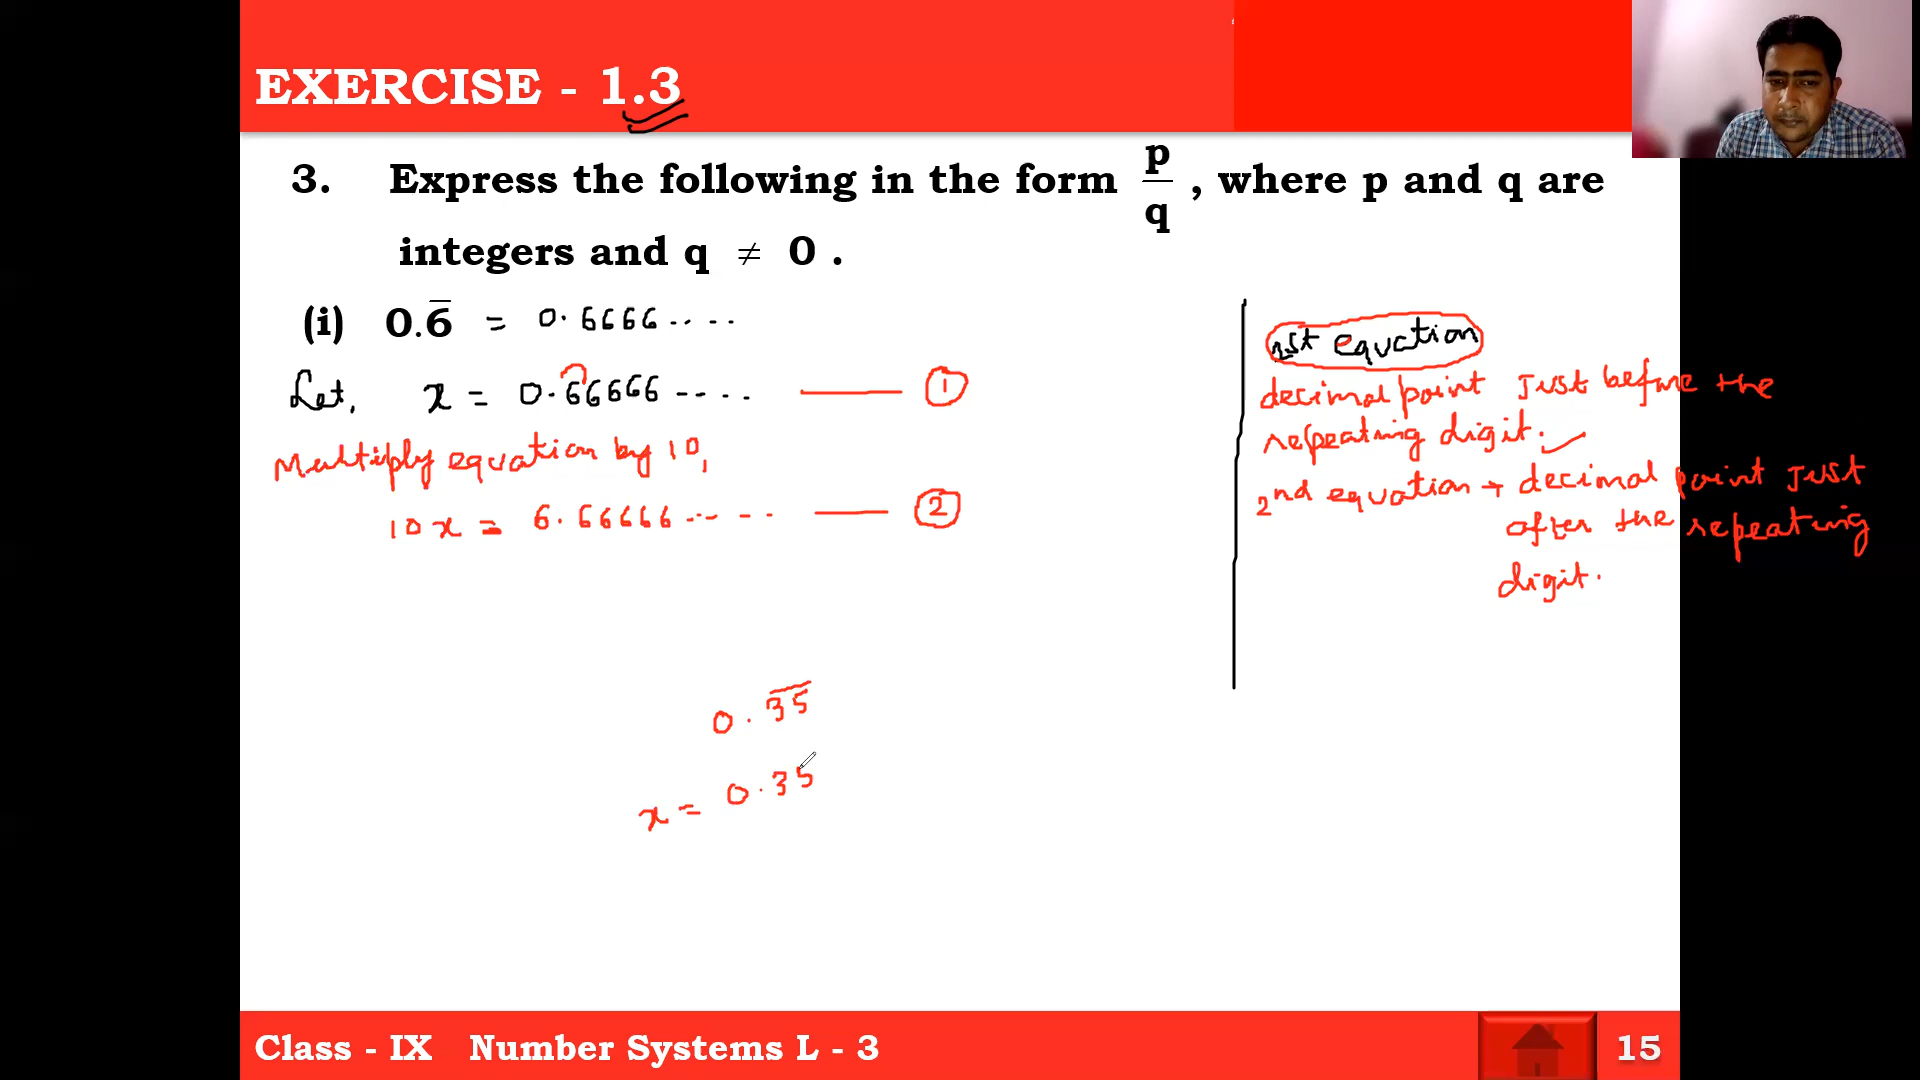 EXERCISE - 1.3
3. Express the following in the form p/q , where p and q are
integers and q ≠ 0 .
(i) 0.6̅ = 0.6666....
Let, x = 0.66666.... ——— ①
Multiply equation by 10,
10x = 6.66666..... ——— ②
1st equation
decimal point Just before the
repeating digit.
2nd equation → decimal point Just
after the repeating
digit.
0.3̅5̅
x = 0.35
Class - IX Number Systems L - 3
15